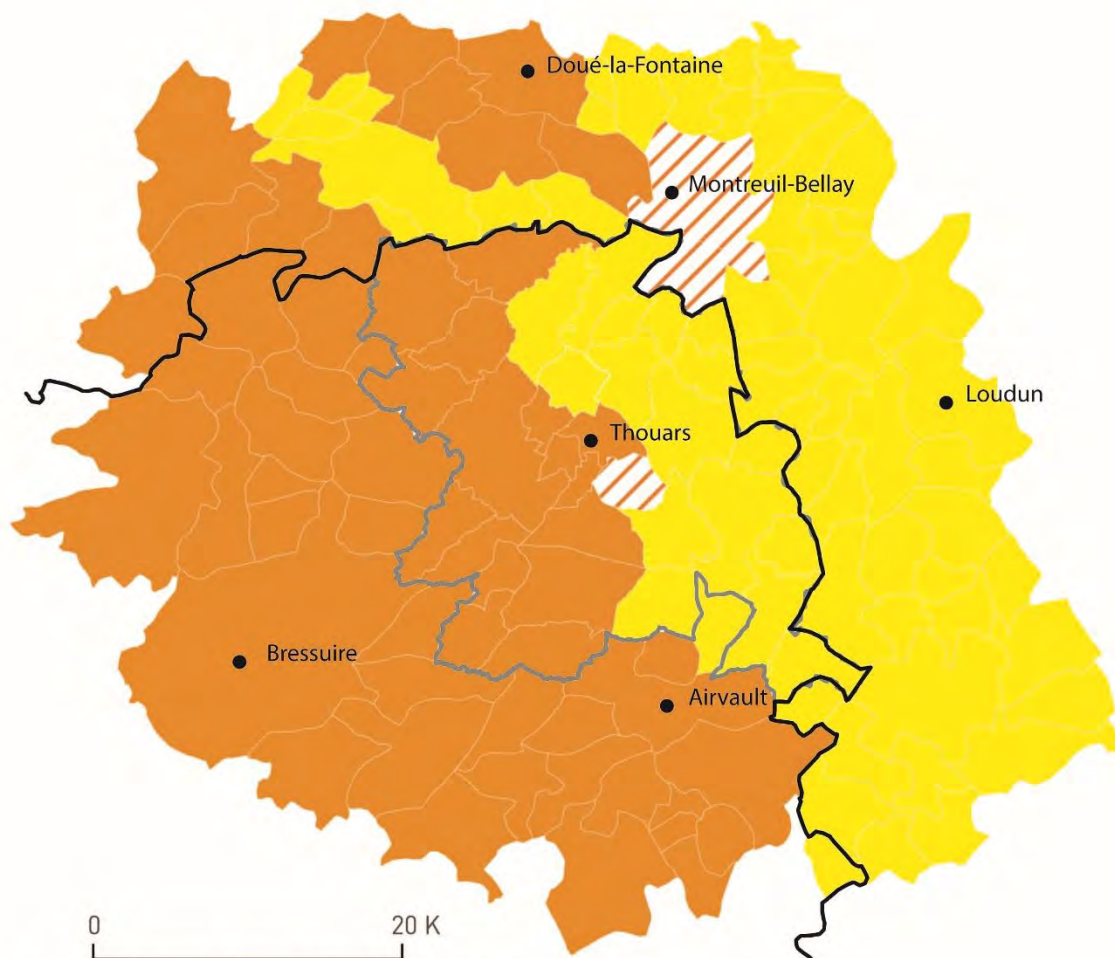 Doué-la-Fontaine
Montreuil-Bellay
Loudun
Thouars
Bressuire
Airvault
0 20 K